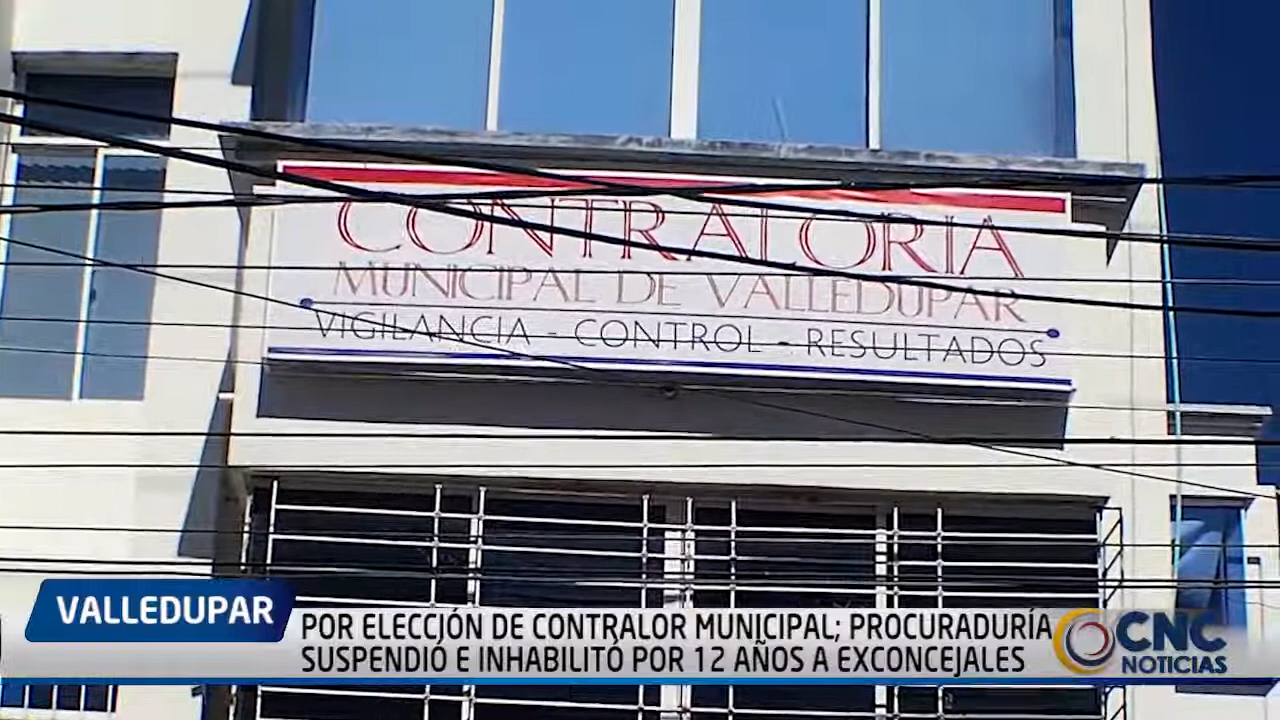 CONTRALORIA
MUNICIPAL DE VALLEDUPAR
VIGILANCIA - CONTROL - RESULTADOS
VALLEDUPAR
POR ELECCIÓN DE CONTRALOR MUNICIPAL; PROCURADURÍA
SUSPENDIÓ E INHABILITÓ POR 12 AÑOS A EXCONCEJALES
CNC
NOTICIAS